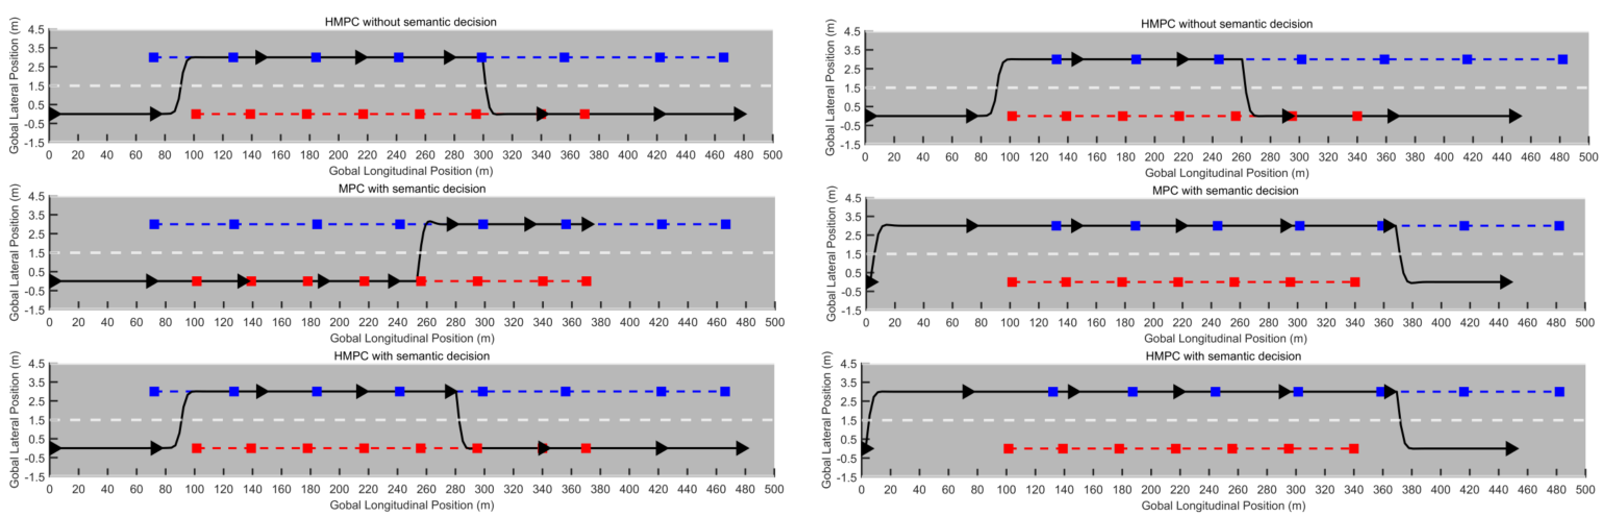 HMPC without semantic decision
Gobal Lateral Position (m)
4.5
3.5
2.5
1.5
0.5
-0.5
-1.5
0 20 40 60 80 100 120 140 160 180 200 220 240 260 280 300 320 340 360 380 400 420 440 460 480 500
Gobal Longitudinal Position (m)
MPC with semantic decision
Gobal Lateral Position (m)
4.5
3.5
2.5
1.5
0.5
-0.5
-1.5
0 20 40 60 80 100 120 140 160 180 200 220 240 260 280 300 320 340 360 380 400 420 440 460 480 500
Gobal Longitudinal Position (m)
HMPC with semantic decision
Gobal Lateral Position (m)
4.5
3.5
2.5
1.5
0.5
-0.5
-1.5
0 20 40 60 80 100 120 140 160 180 200 220 240 260 280 300 320 340 360 380 400 420 440 460 480 500
Gobal Longitudinal Position (m)
HMPC without semantic decision
Gobal Lateral Position (m)
4.5
3.5
2.5
1.5
0.5
-0.5
-1.5
0 20 40 60 80 100 120 140 160 180 200 220 240 260 280 300 320 340 360 380 400 420 440 460 480 500
Gobal Longitudinal Position (m)
MPC with semantic decision
Gobal Lateral Position (m)
4.5
3.5
2.5
1.5
0.5
-0.5
-1.5
0 20 40 60 80 100 120 140 160 180 200 220 240 260 280 300 320 340 360 380 400 420 440 460 480 500
Gobal Longitudinal Position (m)
HMPC with semantic decision
Gobal Lateral Position (m)
4.5
3.5
2.5
1.5
0.5
-0.5
-1.5
0 20 40 60 80 100 120 140 160 180 200 220 240 260 280 300 320 340 360 380 400 420 440 460 480 500
Gobal Longitudinal Position (m)